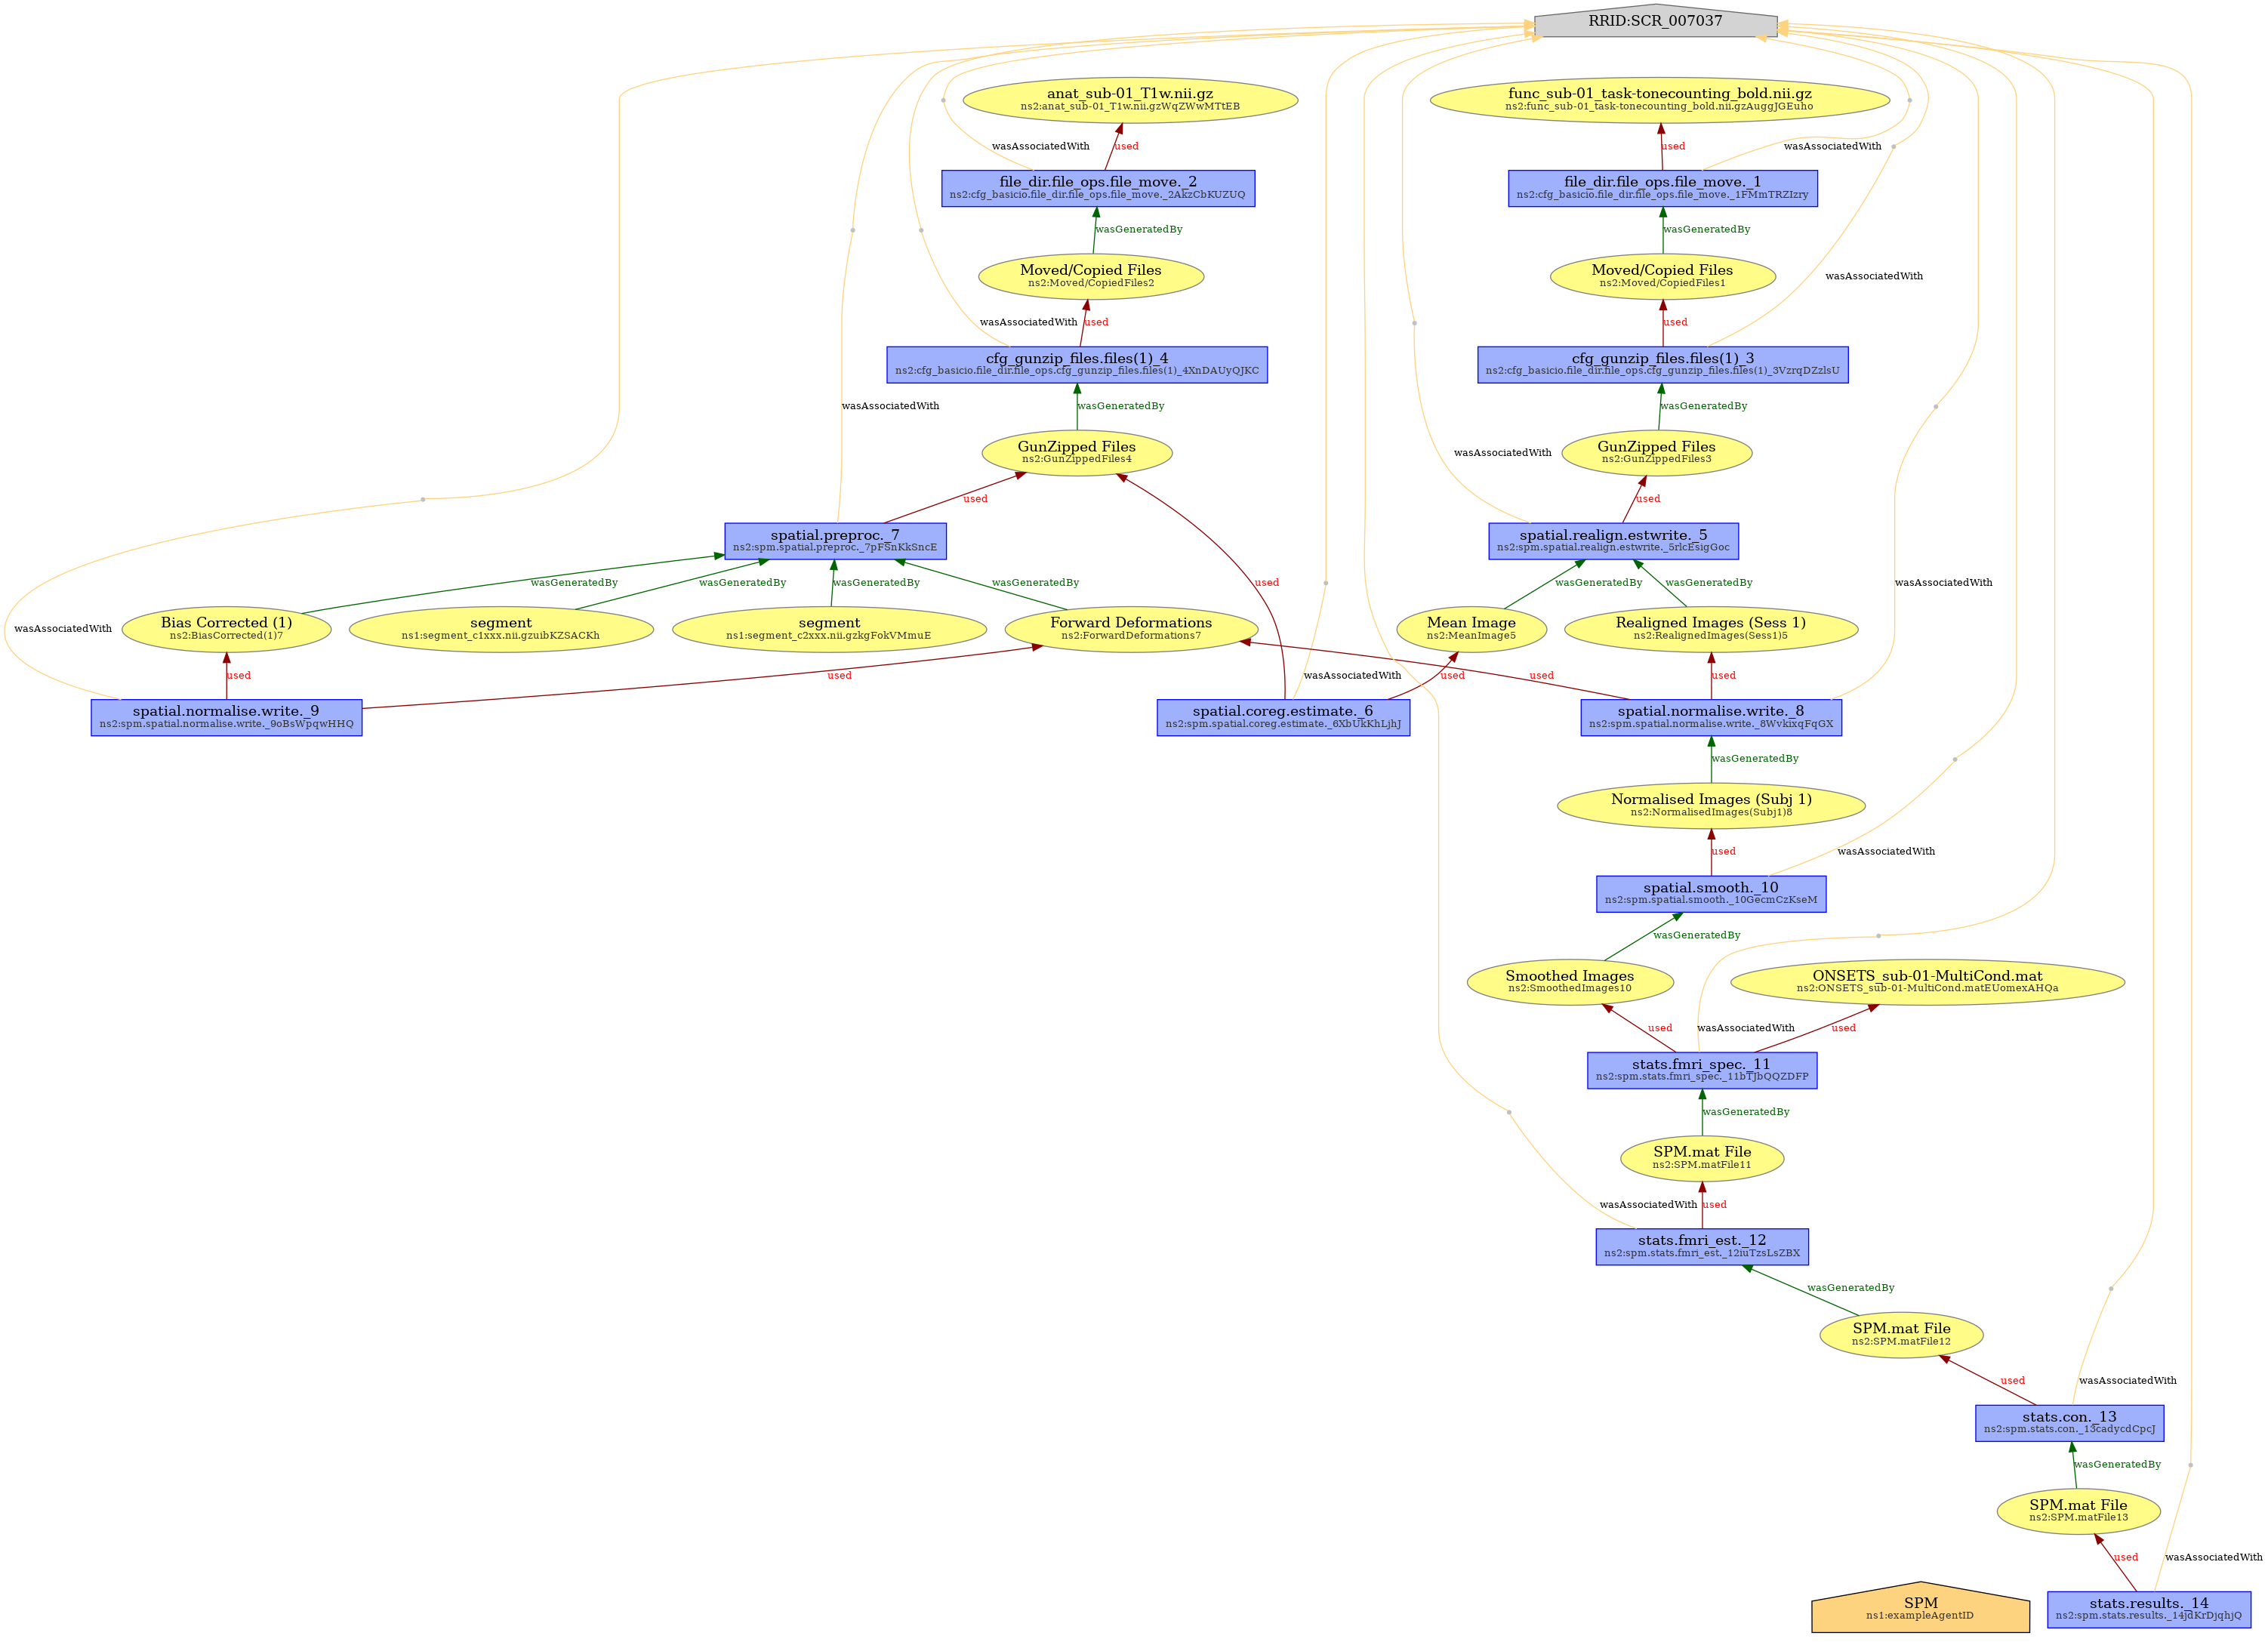 RRID:SCR_007037
anat_sub-01_T1w.nii.gz
ns2:anat_sub-01_T1w.nii.gzWqZWwMTtEB
func_sub-01_task-tonecounting_bold.nii.gz
ns2:func_sub-01_task-tonecounting_bold.nii.gzAuggJGEuho
wasAssociatedWith
used
used
wasAssociatedWith
file_dir.file_ops.file_move._2
ns2:cfg_basicio.file_dir.file_ops.file_move._2AkzCbKUZUQ
file_dir.file_ops.file_move._1
ns2:cfg_basicio.file_dir.file_ops.file_move._1FMmTRZIzry
wasGeneratedBy
wasGeneratedBy
Moved/Copied Files
ns2:Moved/CopiedFiles2
Moved/Copied Files
ns2:Moved/CopiedFiles1
wasAssociatedWith
wasAssociatedWith
used
used
cfg_gunzip_files.files(1)_4
ns2:cfg_basicio.file_dir.file_ops.cfg_gunzip_files.files(1)_4XnDAUyQJKC
cfg_gunzip_files.files(1)_3
ns2:cfg_basicio.file_dir.file_ops.cfg_gunzip_files.files(1)_3VzrqDZzlsU
wasAssociatedWith
wasGeneratedBy
wasGeneratedBy
GunZipped Files
ns2:GunZippedFiles4
GunZipped Files
ns2:GunZippedFiles3
wasAssociatedWith
used
used
spatial.preproc._7
ns2:spm.spatial.preproc._7pFSnKkSncE
spatial.realign.estwrite._5
ns2:spm.spatial.realign.estwrite._5rlcEsigGoc
wasGeneratedBy
wasGeneratedBy
wasGeneratedBy
wasGeneratedBy
used
wasGeneratedBy
wasGeneratedBy
wasAssociatedWith
wasAssociatedWith
Bias Corrected (1)
ns2:BiasCorrected(1)7
segment
ns1:segment_c1xxx.nii.gzuibKZSACKh
segment
ns1:segment_c2xxx.nii.gzkgFokVMmuE
Forward Deformations
ns2:ForwardDeformations7
Mean Image
ns2:MeanImage5
Realigned Images (Sess 1)
ns2:RealignedImages(Sess1)5
used
used
wasAssociatedWith
used
used
used
spatial.normalise.write._9
ns2:spm.spatial.normalise.write._9oBsWpqwHHQ
spatial.coreg.estimate._6
ns2:spm.spatial.coreg.estimate._6XbUkKhLjhJ
spatial.normalise.write._8
ns2:spm.spatial.normalise.write._8WvkixqFqGX
wasGeneratedBy
Normalised Images (Subj 1)
ns2:NormalisedImages(Subj1)8
used
wasAssociatedWith
spatial.smooth._10
ns2:spm.spatial.smooth._10GecmCzKseM
wasGeneratedBy
Smoothed Images
ns2:SmoothedImages10
ONSETS_sub-01-MultiCond.mat
ns2:ONSETS_sub-01-MultiCond.matEUomexAHQa
used
wasAssociatedWith
used
stats.fmri_spec._11
ns2:spm.stats.fmri_spec._11bTJbQQZDFP
wasGeneratedBy
SPM.mat File
ns2:SPM.matFile11
wasAssociatedWith
used
stats.fmri_est._12
ns2:spm.stats.fmri_est._12iuTzsLsZBX
wasGeneratedBy
SPM.mat File
ns2:SPM.matFile12
used
wasAssociatedWith
stats.con._13
ns2:spm.stats.con._13cadycdCpcJ
wasGeneratedBy
SPM.mat File
ns2:SPM.matFile13
used
wasAssociatedWith
SPM
ns1:exampleAgentID
stats.results._14
ns2:spm.stats.results._14jdKrDjqhjQ